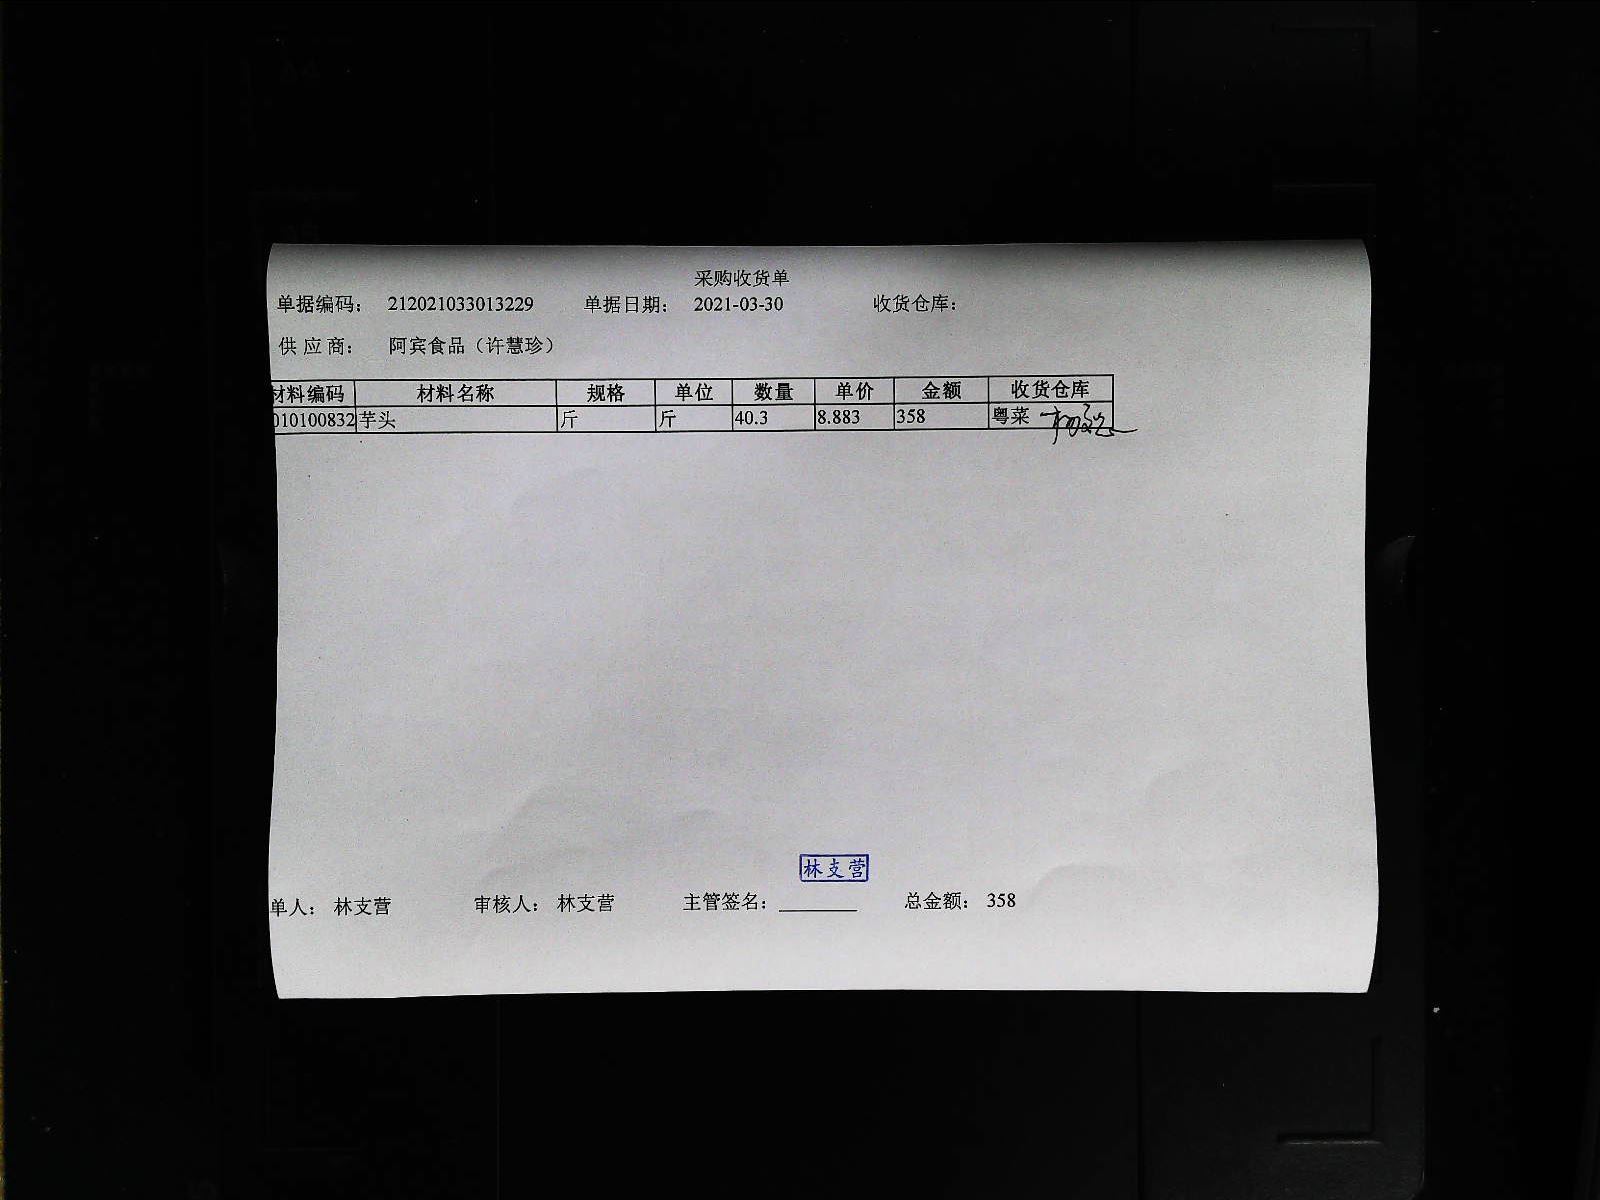 采购收货单
单据编码： 212021033013229 单据日期： 2021-03-30 收货仓库：
供应商： 阿宾食品（许慧珍）
材料编码 材料名称 规格 单位 数量 单价 金额 收货仓库
010100832 芋头 斤 斤 40.3 8.883 358 粤菜
林支营
单人： 林支营 审核人： 林支营 主管签名： 总金额： 358